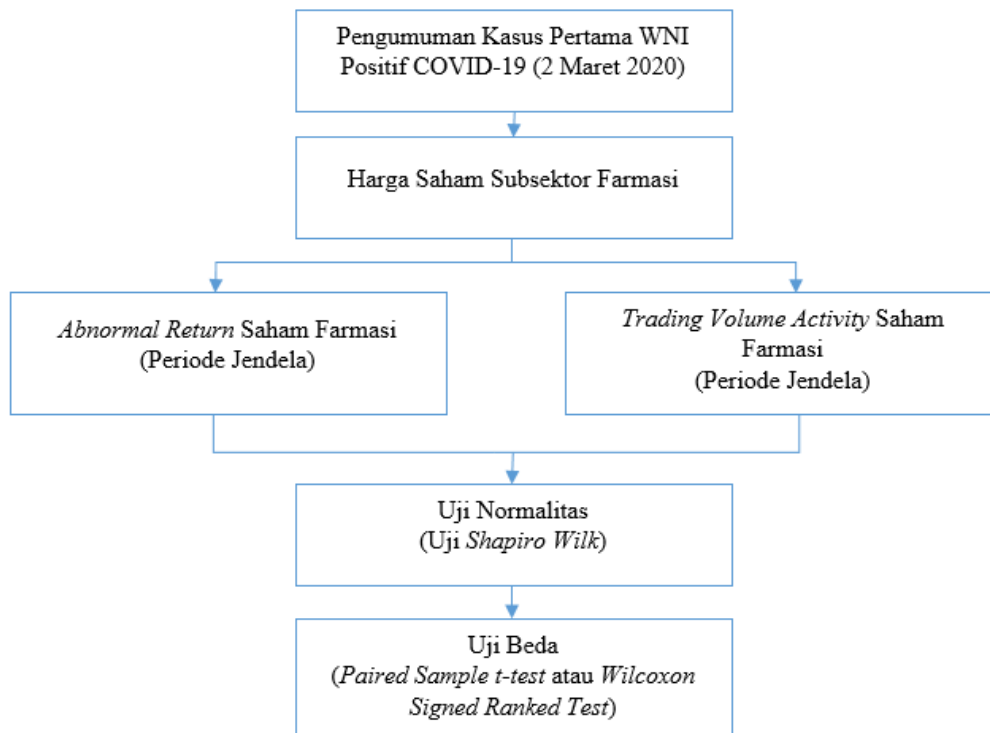 Pengumuman Kasus Pertama WNI
Positif COVID-19 (2 Maret 2020)
Harga Saham Subsektor Farmasi
Abnormal Return Saham Farmasi
(Periode Jendela)
Trading Volume Activity Saham
Farmasi
(Periode Jendela)
Uji Normalitas
(Uji Shapiro Wilk)
Uji Beda
(Paired Sample t-test atau Wilcoxon
Signed Ranked Test)